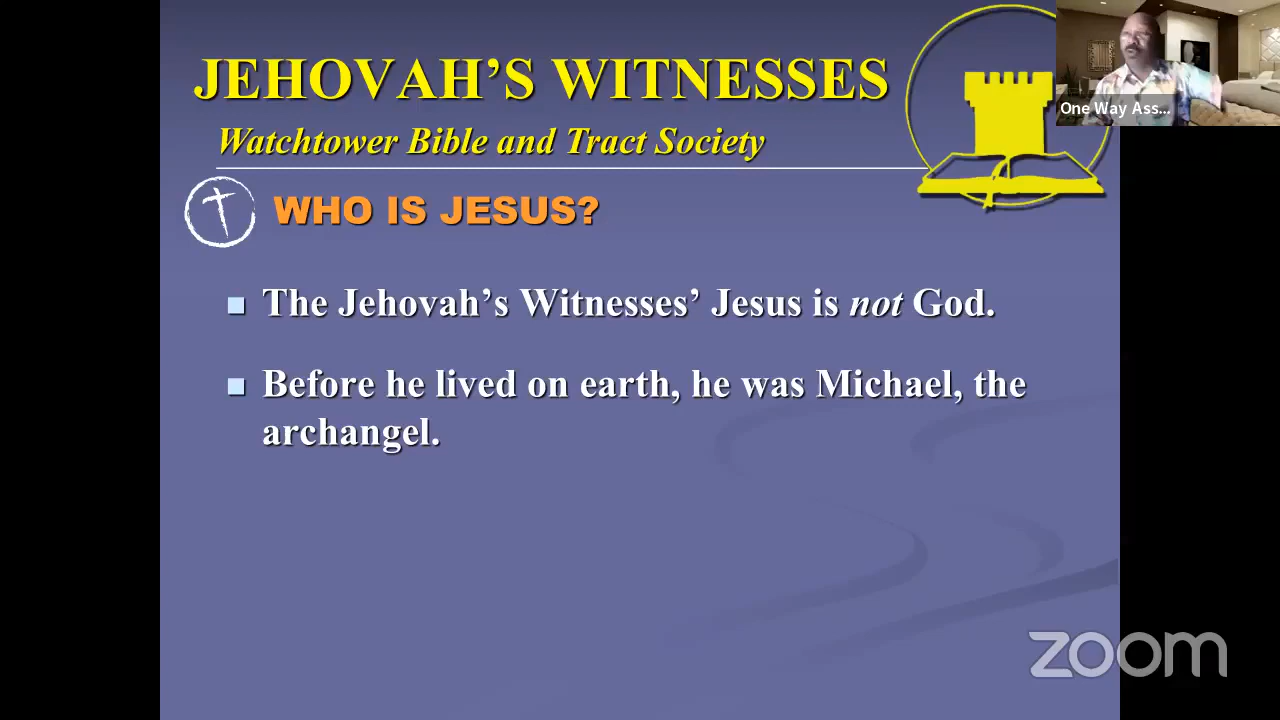 JEHOVAH’S WITNESSES
Watchtower Bible and Tract Society
One Way Ass...
WHO IS JESUS?
The Jehovah’s Witnesses’ Jesus is not God.
Before he lived on earth, he was Michael, the
archangel.
zoom